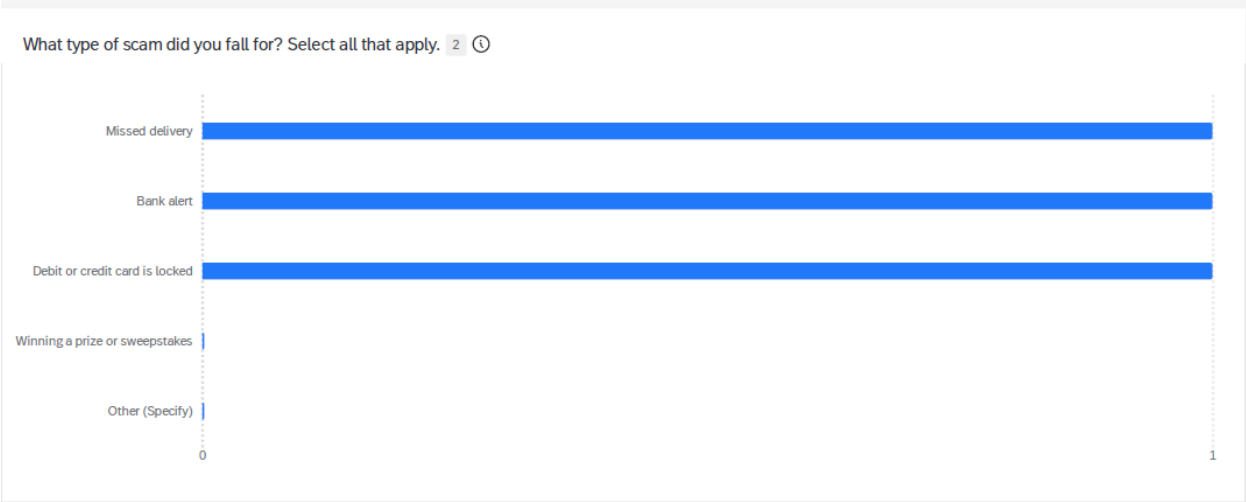 What type of scam did you fall for? Select all that apply. 2
Missed delivery
Bank alert
Debit or credit card is locked
Winning a prize or sweepstakes
Other (Specify)
0 1